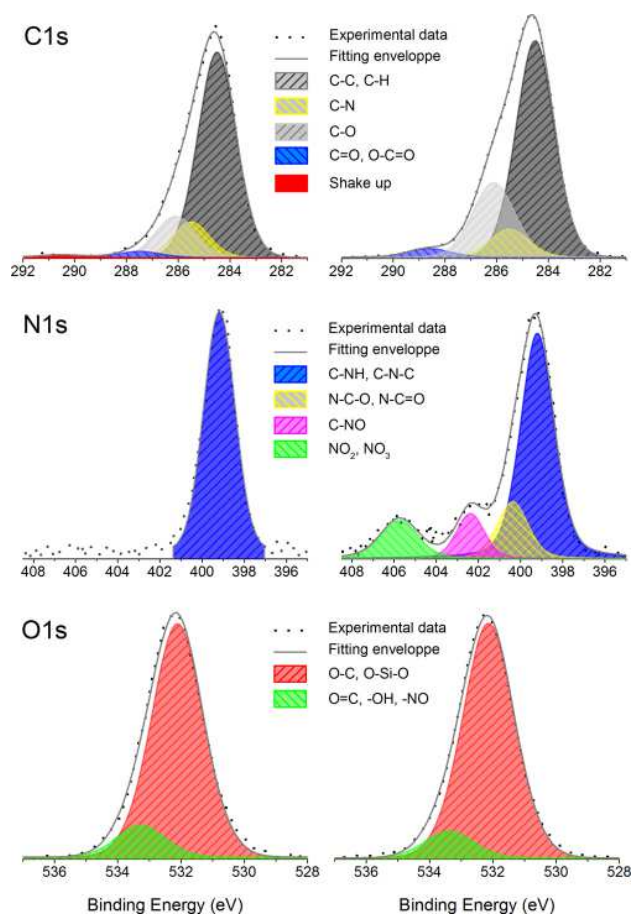 C1s
Experimental data
Fitting enveloppe
C-C, C-H
C-N
C-O
C=O, O-C=O
Shake up
292 290 288 286 284 282
292 290 288 286 284 282
N1s
Experimental data
Fitting enveloppe
C-NH, C-N-C
N-C-O, N-C=O
C-NO
NO₂, NO₃
408 406 404 402 400 398 396
408 406 404 402 400 398 396
O1s
Experimental data
Fitting enveloppe
O-C, O-Si-O
O=C, -OH, -NO
536 534 532 530 528
536 534 532 530 528
Binding Energy (eV)
Binding Energy (eV)